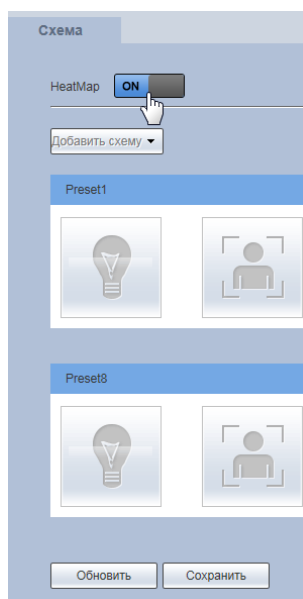 Схема
HeatMap ON
Добавить схему
Preset1
Preset8
Обновить Сохранить